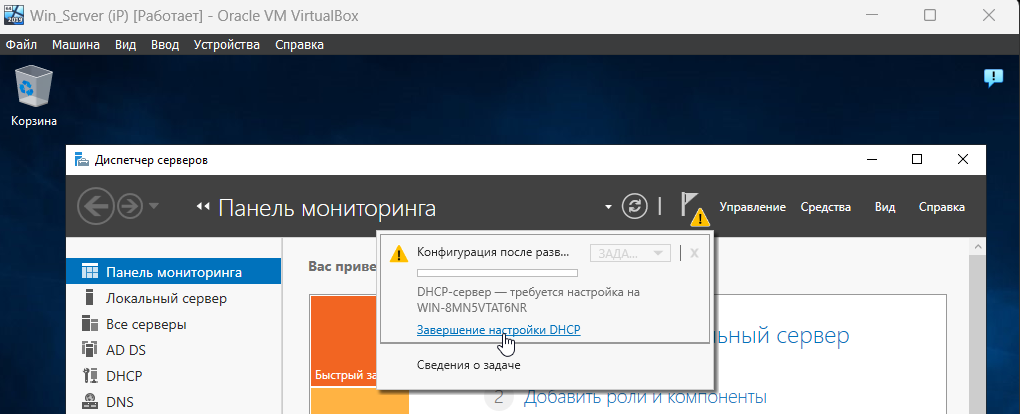 Win_Server (iP) [Работает] - Oracle VM VirtualBox
Файл Машина Вид Ввод Устройства Справка
Корзина
Диспетчер серверов
Панель мониторинга
Управление Средства Вид Справка
Панель мониторинга
Локальный сервер
Все серверы
AD DS
DHCP
DNS
Вас приве
Конфигурация после разв... ЗАДА... X
DHCP-сервер — требуется настройка на
WIN-8MN5VTAT6NR
Завершение настройки DHCP
Сведения о задаче
ьный сервер
Быстрый за
2 Добавить роли и компоненты